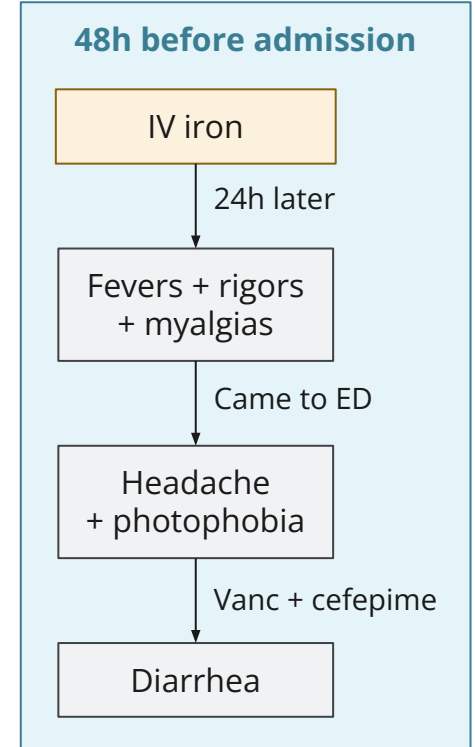 48h before admission
IV iron
24h later
Fevers + rigors
+ myalgias
Came to ED
Headache
+ photophobia
Vanc + cefepime
Diarrhea